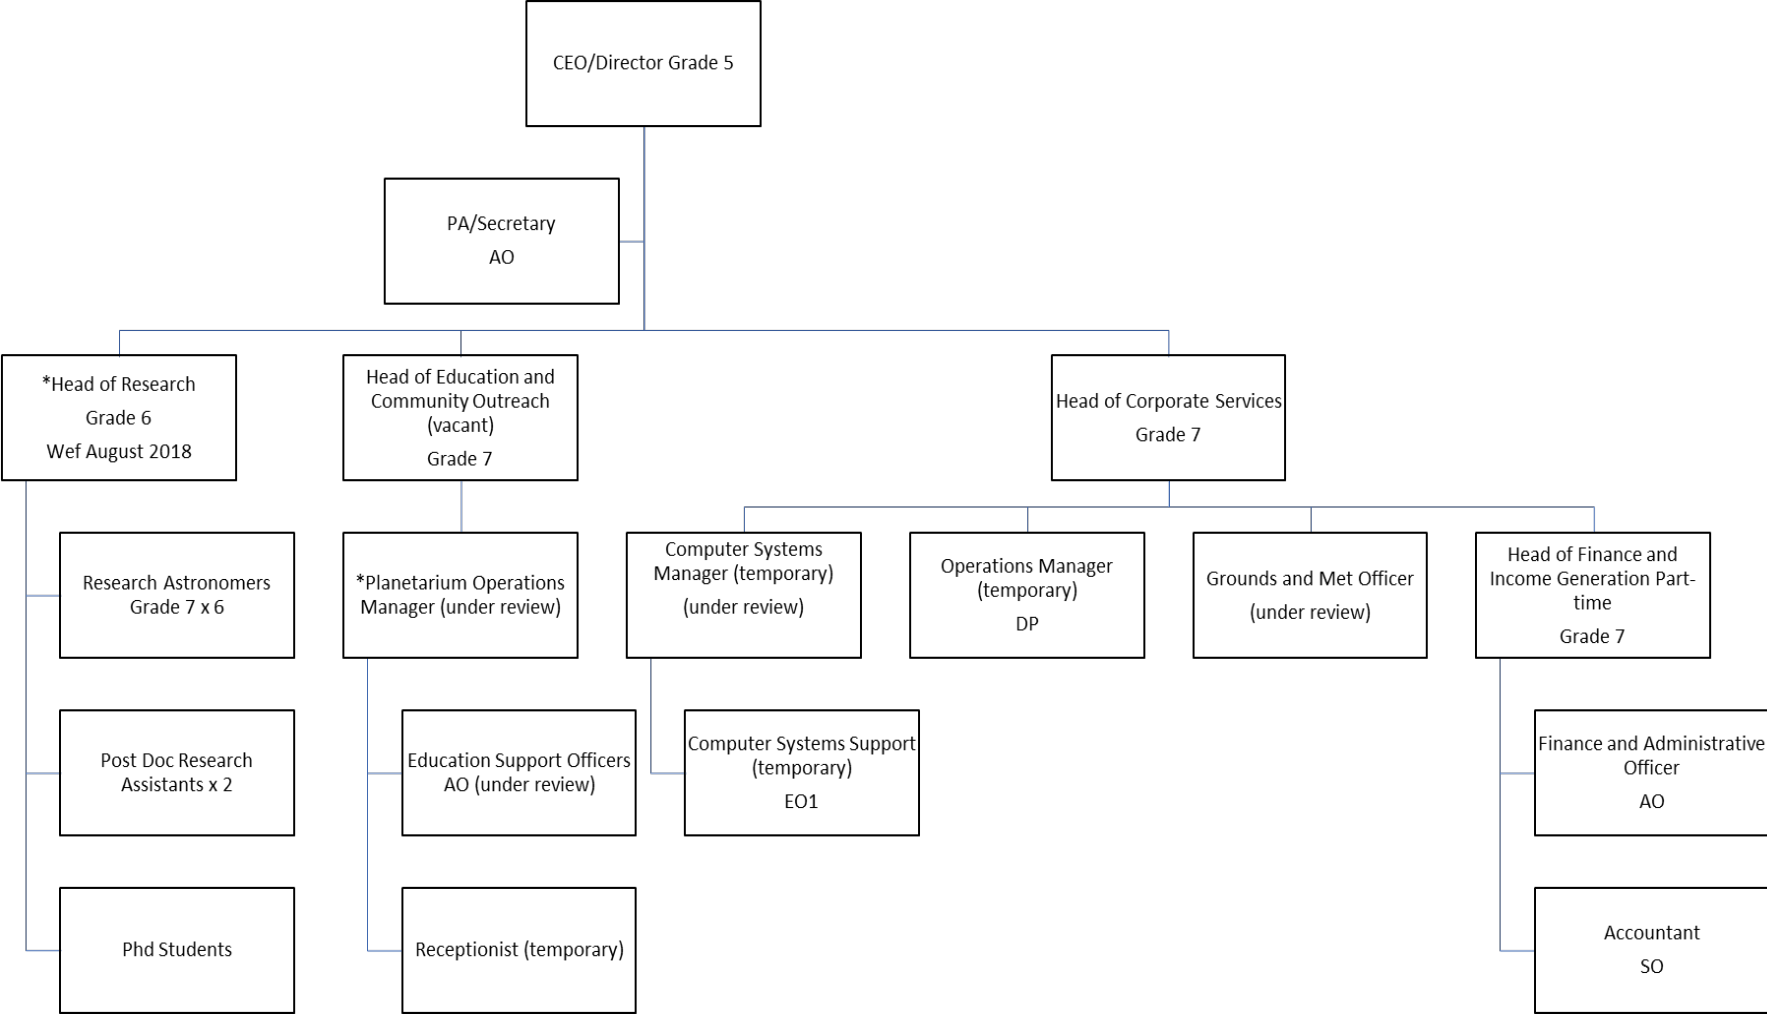 CEO/Director Grade 5
PA/Secretary
AO
*Head of Research
Grade 6
Wef August 2018
Head of Education and
Community Outreach
(vacant)
Grade 7
Head of Corporate Services
Grade 7
Research Astronomers
Grade 7 x 6
*Planetarium Operations
Manager (under review)
Computer Systems
Manager (temporary)
(under review)
Operations Manager
(temporary)
DP
Grounds and Met Officer
(under review)
Head of Finance and
Income Generation Part-
time
Grade 7
Post Doc Research
Assistants x 2
Education Support Officers
AO (under review)
Computer Systems Support
(temporary)
EO1
Finance and Administrative
Officer
AO
Phd Students
Receptionist (temporary)
Accountant
SO